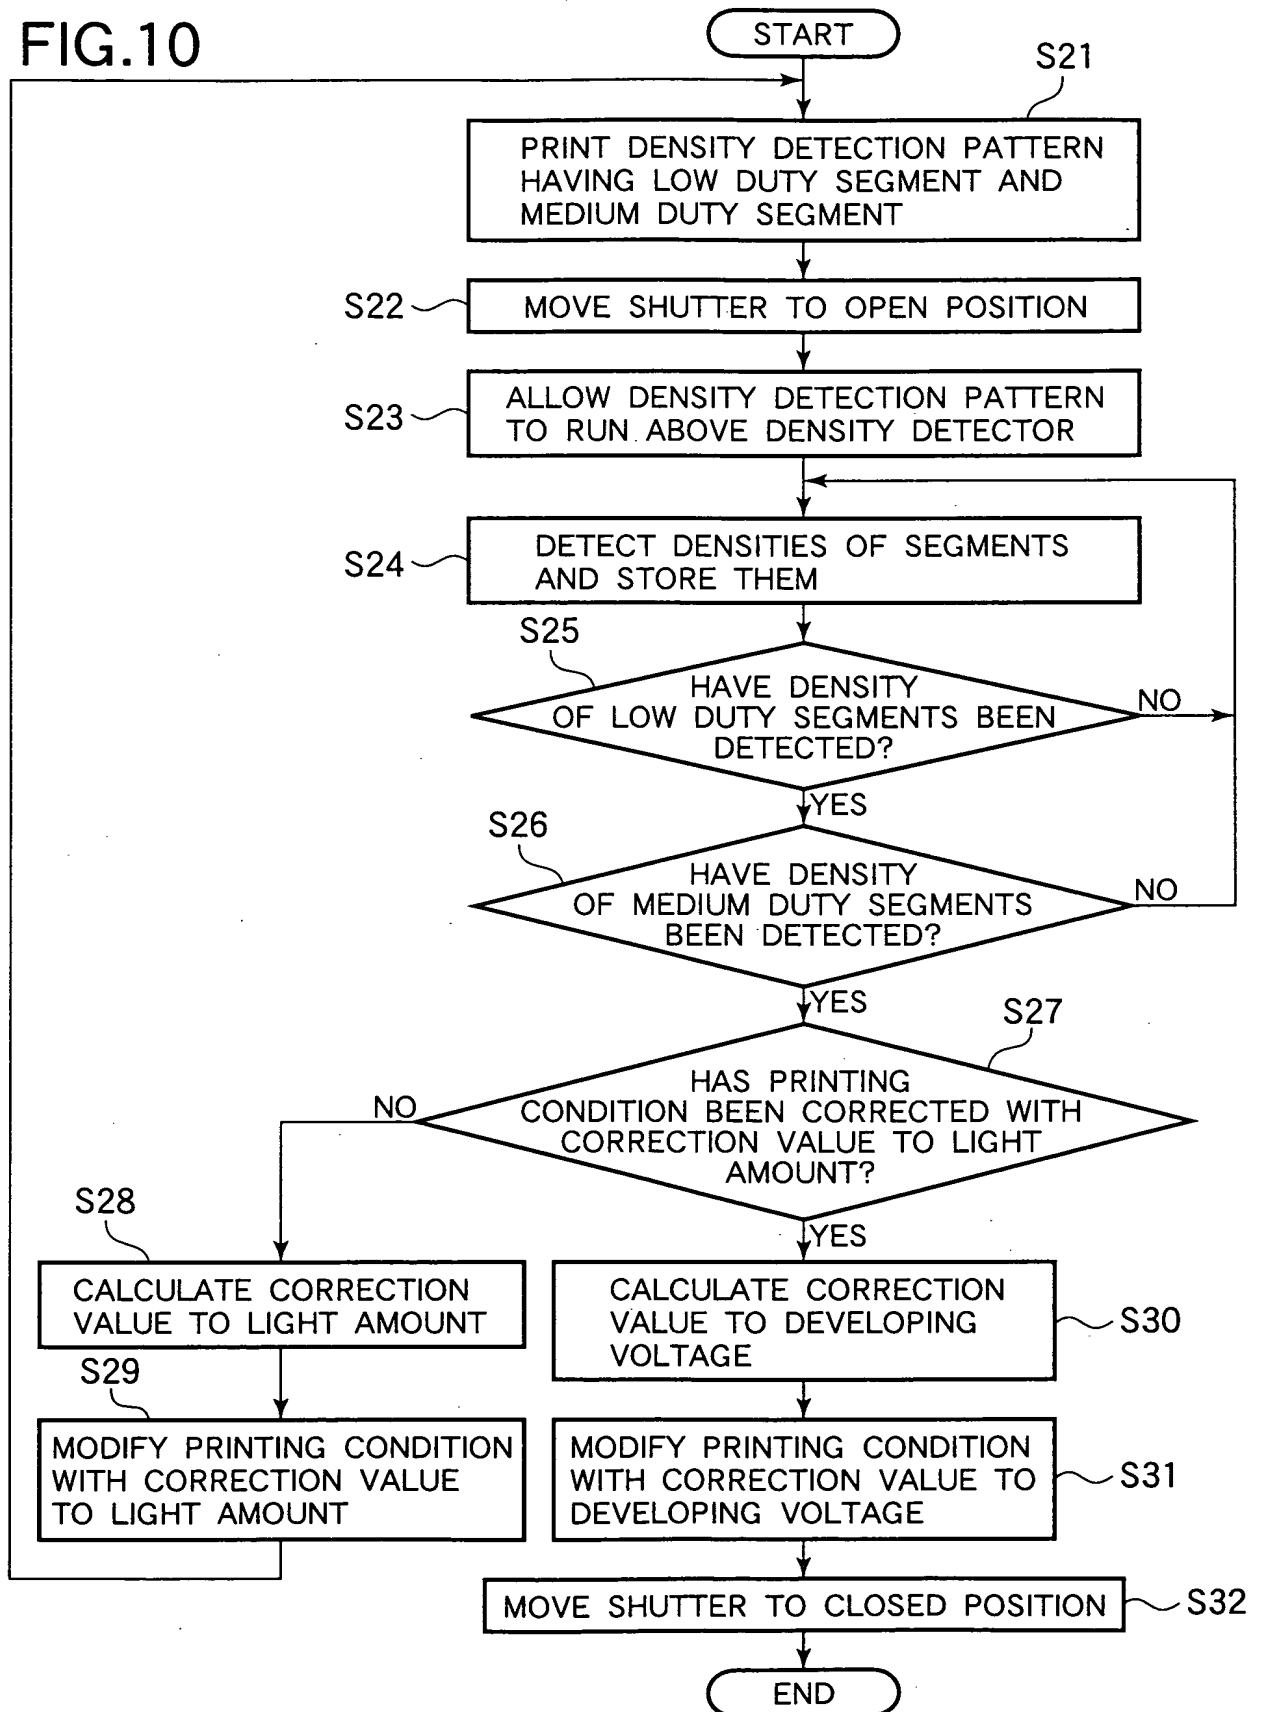 FIG.10
START
S21
PRINT DENSITY DETECTION PATTERN
HAVING LOW DUTY SEGMENT AND
MEDIUM DUTY SEGMENT
S22
MOVE SHUTTER TO OPEN POSITION
S23
ALLOW DENSITY DETECTION PATTERN
TO RUN ABOVE DENSITY DETECTOR
S24
DETECT DENSITIES OF SEGMENTS
AND STORE THEM
S25
HAVE DENSITY
OF LOW DUTY SEGMENTS BEEN
DETECTED?
NO
YES
S26
HAVE DENSITY
OF MEDIUM DUTY SEGMENTS
BEEN DETECTED?
NO
YES
S27
HAS PRINTING
CONDITION BEEN CORRECTED WITH
CORRECTION VALUE TO LIGHT
AMOUNT?
NO
YES
S28
CALCULATE CORRECTION
VALUE TO LIGHT AMOUNT
S29
MODIFY PRINTING CONDITION
WITH CORRECTION VALUE
TO LIGHT AMOUNT
CALCULATE CORRECTION
VALUE TO DEVELOPING
VOLTAGE
S30
MODIFY PRINTING CONDITION
WITH CORRECTION VALUE TO
DEVELOPING VOLTAGE
S31
MOVE SHUTTER TO CLOSED POSITION
S32
END